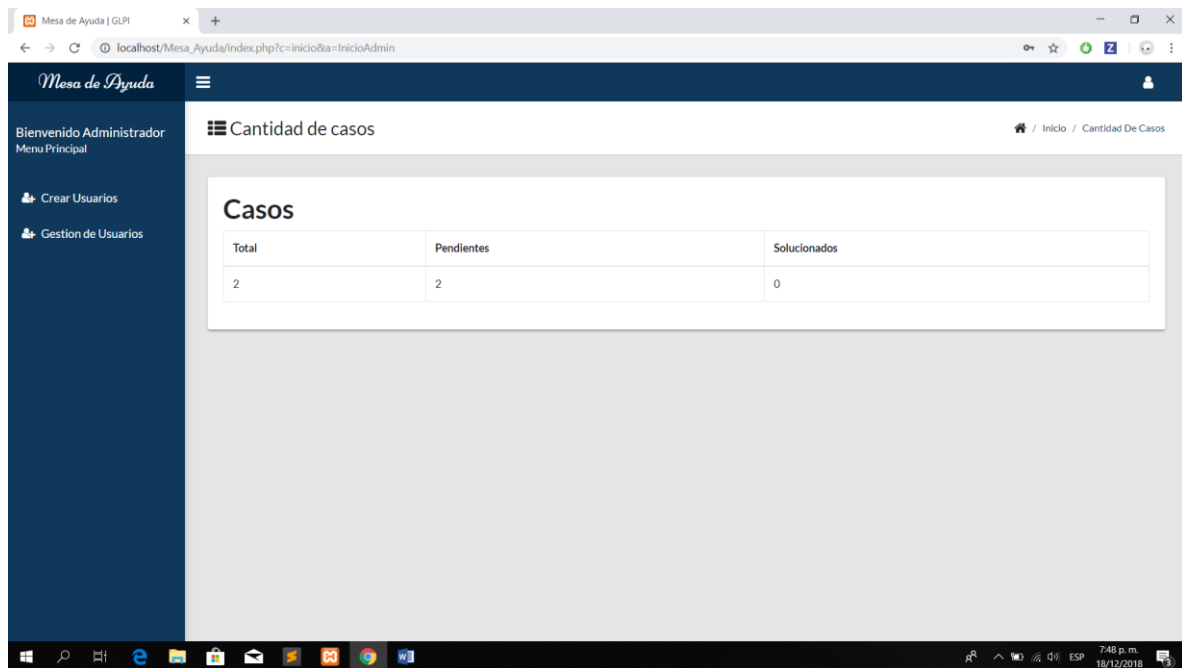 Mesa de Ayuda | GLPI
localhost/Mesa_Ayuda/index.php?c=inicio&a=InicioAdmin
Mesa de Ayuda
Bienvenido Administrador
Menu Principal
Crear Usuarios
Gestion de Usuarios
Cantidad de casos
/ Inicio / Cantidad De Casos
Casos
Total Pendientes Solucionados
2 2 0
ESP
7:48 p. m.
18/12/2018